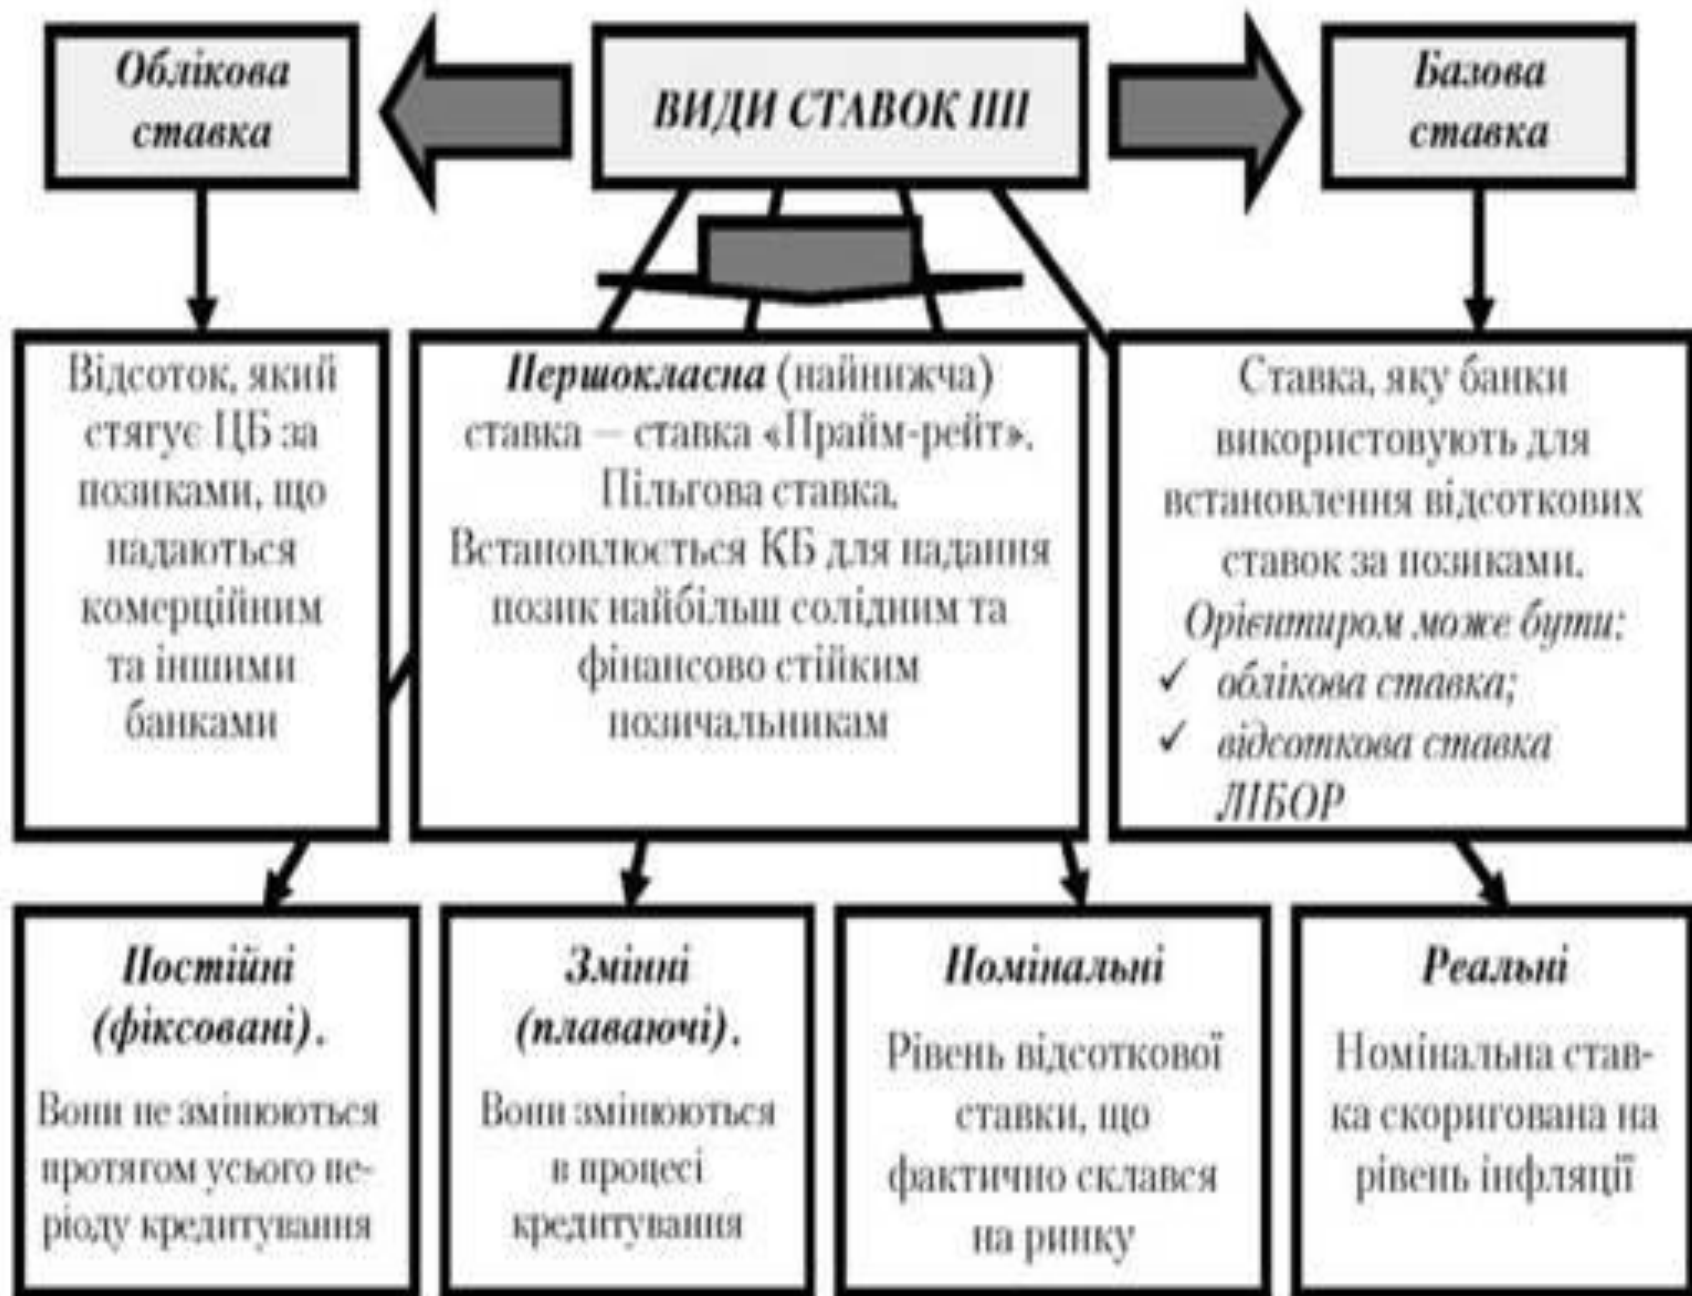 Облікова
ставка
ВИДИ СТАВОК ПП
Базова
ставка
Відсоток, який
стягує ЦБ за
позиками, що
надаються
комерційним
та іншими
банками
Першокласна (найнижча)
ставка – ставка «Прайм-рейт».
Пільгова ставка.
Встановлюється КБ для надання
позик найбільш солідним та
фінансово стійким
позичальникам
Ставка, яку банки
використовують для
встановлення відсоткових
ставок за позиками.
Орієнтиром може бути:
✓ облікова ставка;
✓ відсоткова ставка
ЛІБОР
Постійні
(фіксовані).
Вони не змінюються
протягом усього пе-
ріоду кредитування
Змінні
(плаваючі).
Вони змінюються
в процесі
кредитування
Номінальні
Рівень відсоткової
ставки, що
фактично склався
на ринку
Реальні
Номінальна став-
ка скоригована на
рівень інфляції